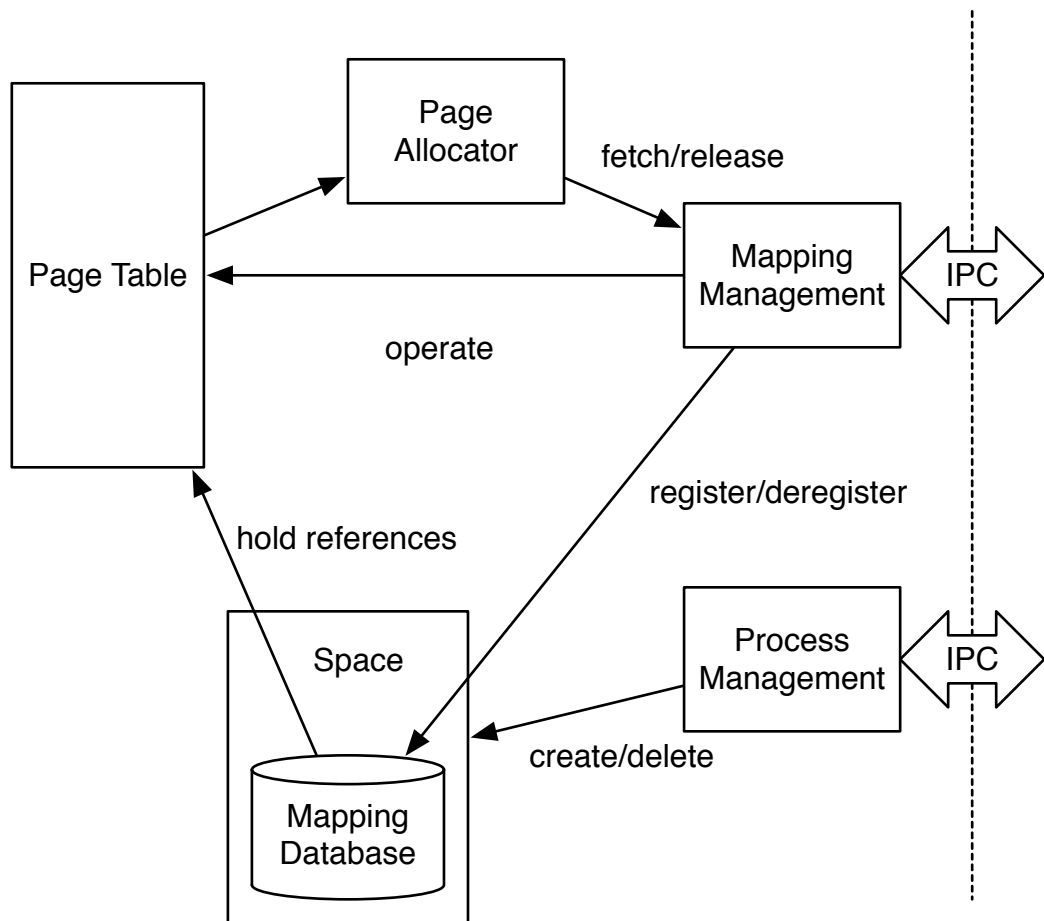 Page
Allocator
fetch/release
Page Table
Mapping
Management
IPC
operate
register/deregister
hold references
Space
Process
Management
IPC
create/delete
Mapping
Database